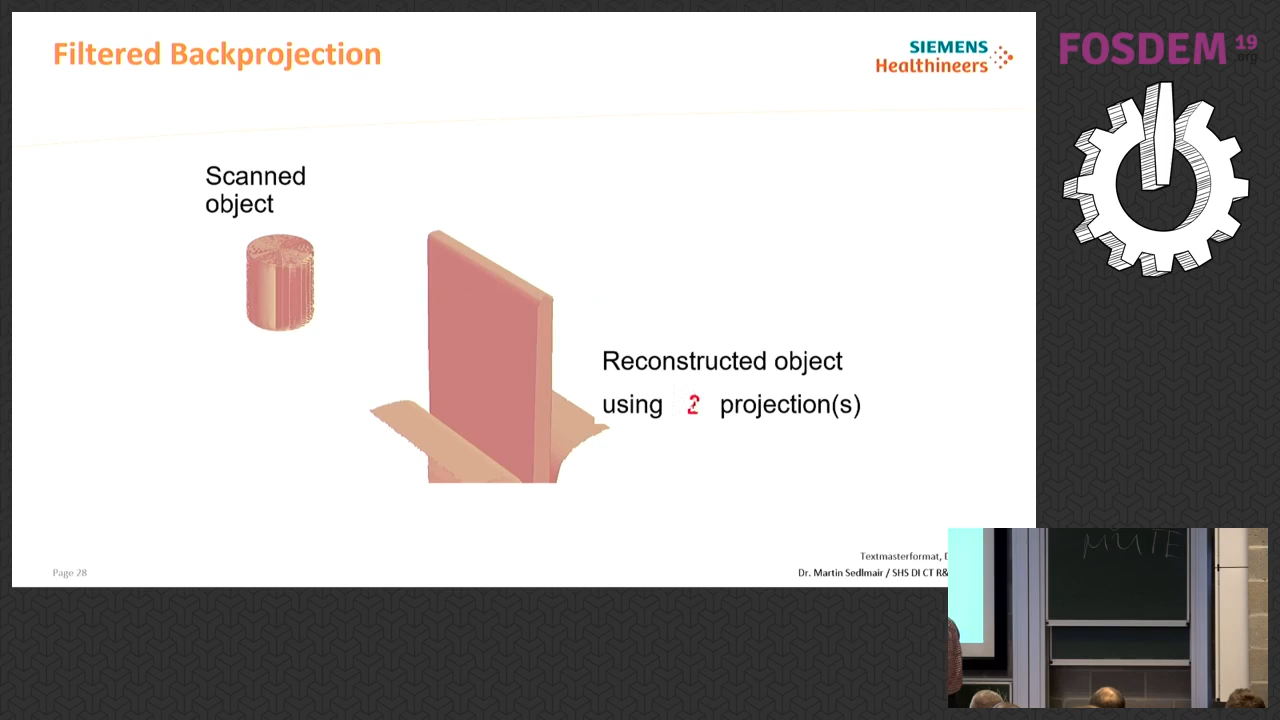 Filtered Backprojection
SIEMENS
Healthineers
FOSDEM 19
.org
Scanned
object
Reconstructed object
using 2 projection(s)
Textmasterformat, D
Page 28
Dr. Martin Sedlmair / SHS DI CT R&
MUTE